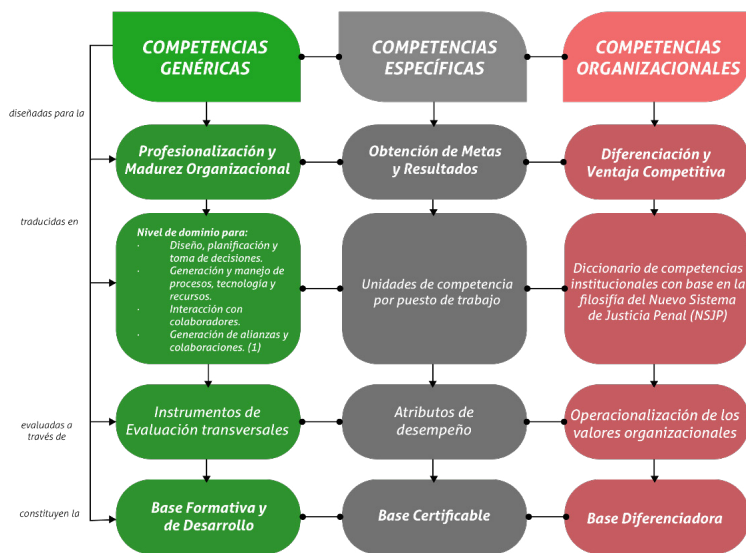 COMPETENCIAS
GENÉRICAS
COMPETENCIAS
ESPECÍFICAS
COMPETENCIAS
ORGANIZACIONALES
diseñadas para la
Profesionalización y
Madurez Organizacional
Obtención de Metas
y Resultados
Diferenciación y
Ventaja Competitiva
traducidas en
Nivel de dominio para:
· Diseño, planificación y
toma de decisiones.
· Generación y manejo de
procesos, tecnología y
recursos.
· Interacción con
colaboradores.
· Generación de alianzas y
colaboraciones. (1)
Unidades de competencia
por puesto de trabajo
Diccionario de competencias
institucionales con base en la
filosifía del Nuevo Sistema
de Justicia Penal (NSJP)
evaluadas a
través de
Instrumentos de
Evaluación transversales
Atributos de
desempeño
Operacionalización de los
valores organizacionales
constituyen la
Base Formativa y
de Desarrollo
Base Certificable
Base Diferenciadora